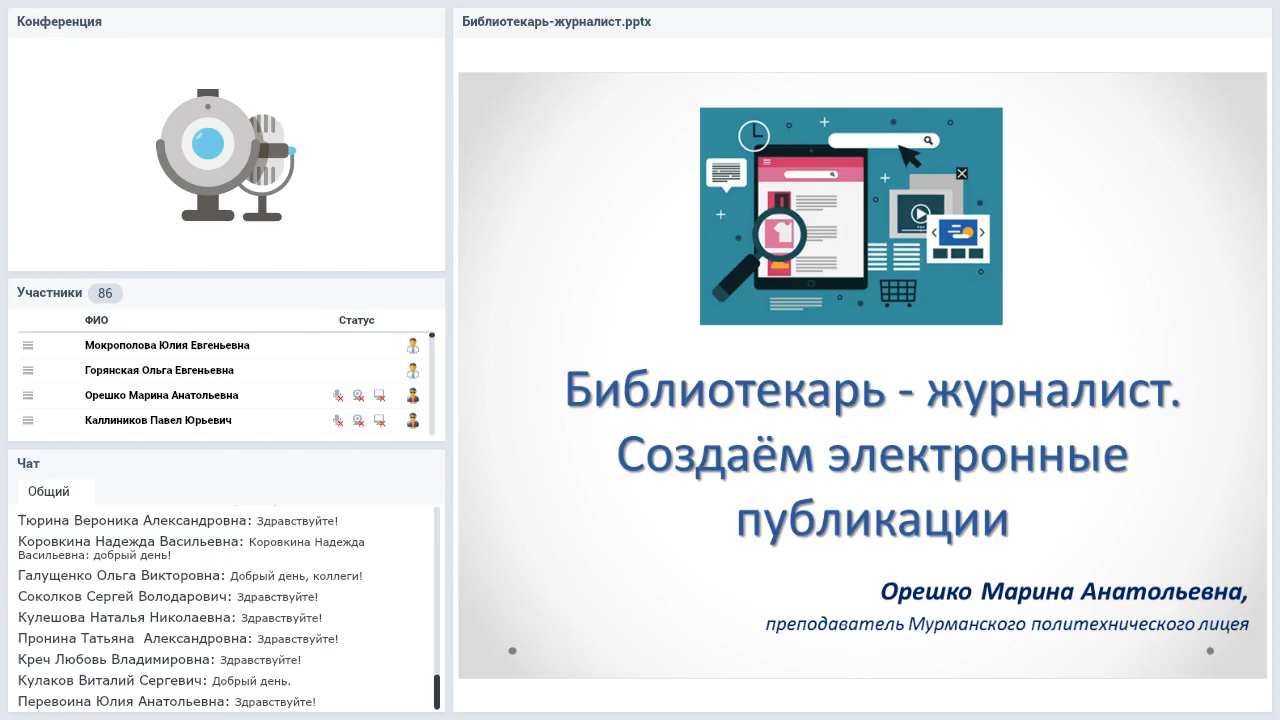 Конференция
Участники 86
ФИО Статус
Мокрополова Юлия Евгеньевна
Горянская Ольга Евгеньевна
Орешко Марина Анатольевна
Каллиников Павел Юрьевич
Чат
Общий
Тюрина Вероника Александровна: Здравствуйте!
Коровкина Надежда Васильевна: Коровкина Надежда
Васильевна: добрый день!
Галущенко Ольга Викторовна: Добрый день, коллеги!
Соколков Сергей Володарович: Здравствуйте!
Кулешова Наталья Николаевна: Здравствуйте!
Пронина Татьяна Александровна: Здравствуйте!
Креч Любовь Владимировна: Здравствуйте!
Кулаков Виталий Сергевич: Добрый день.
Перевоина Юлия Анатольевна: Здравствуйте!
Библиотекарь-журналист.pptx
Библиотекарь - журналист.
Создаём электронные
публикации
Орешко Марина Анатольевна,
преподаватель Мурманского политехнического лицея